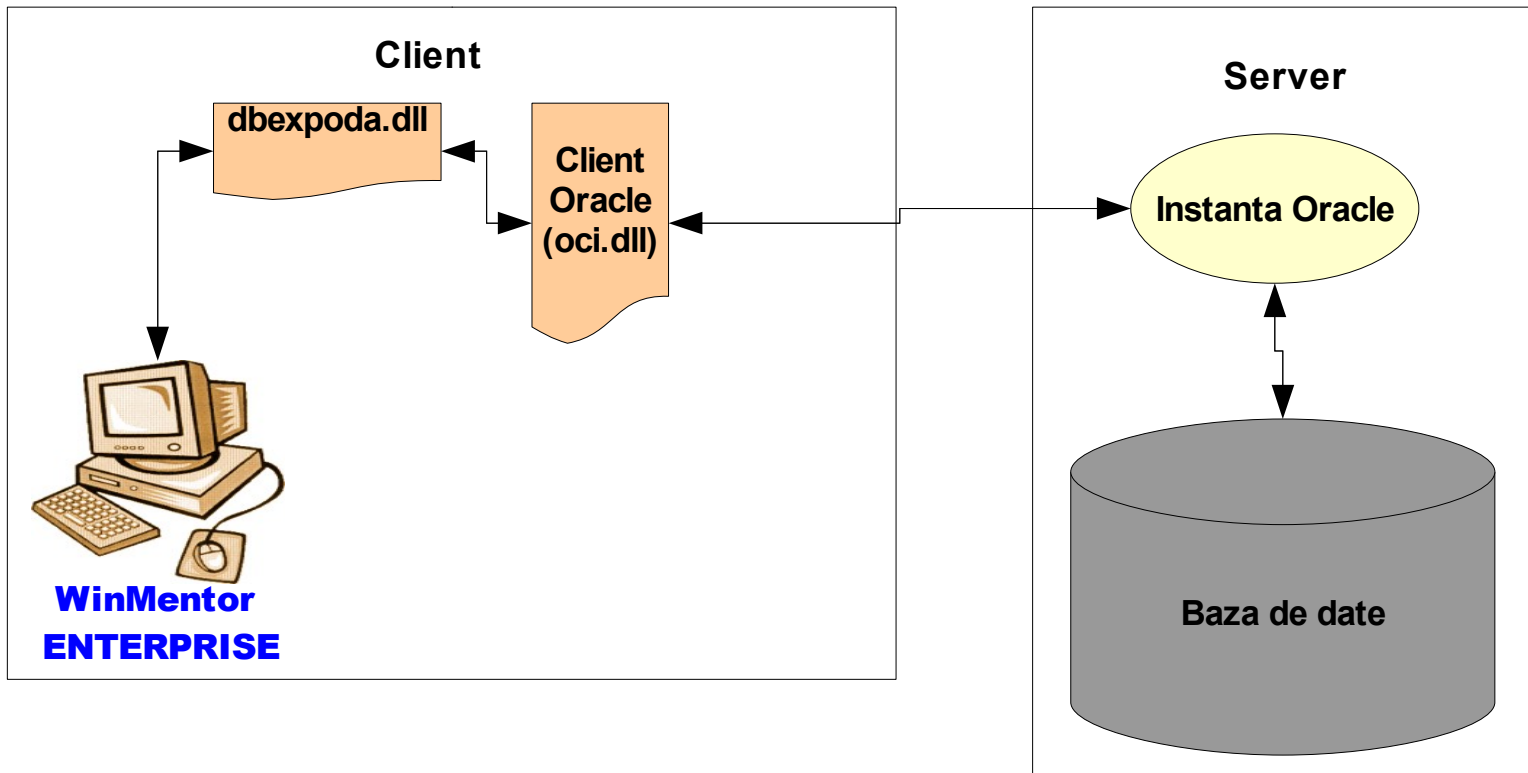 Client
dbexpoda.dll
Client
Oracle
(oci.dll)
WinMentor
ENTERPRISE
Server
Instanta Oracle
Baza de date